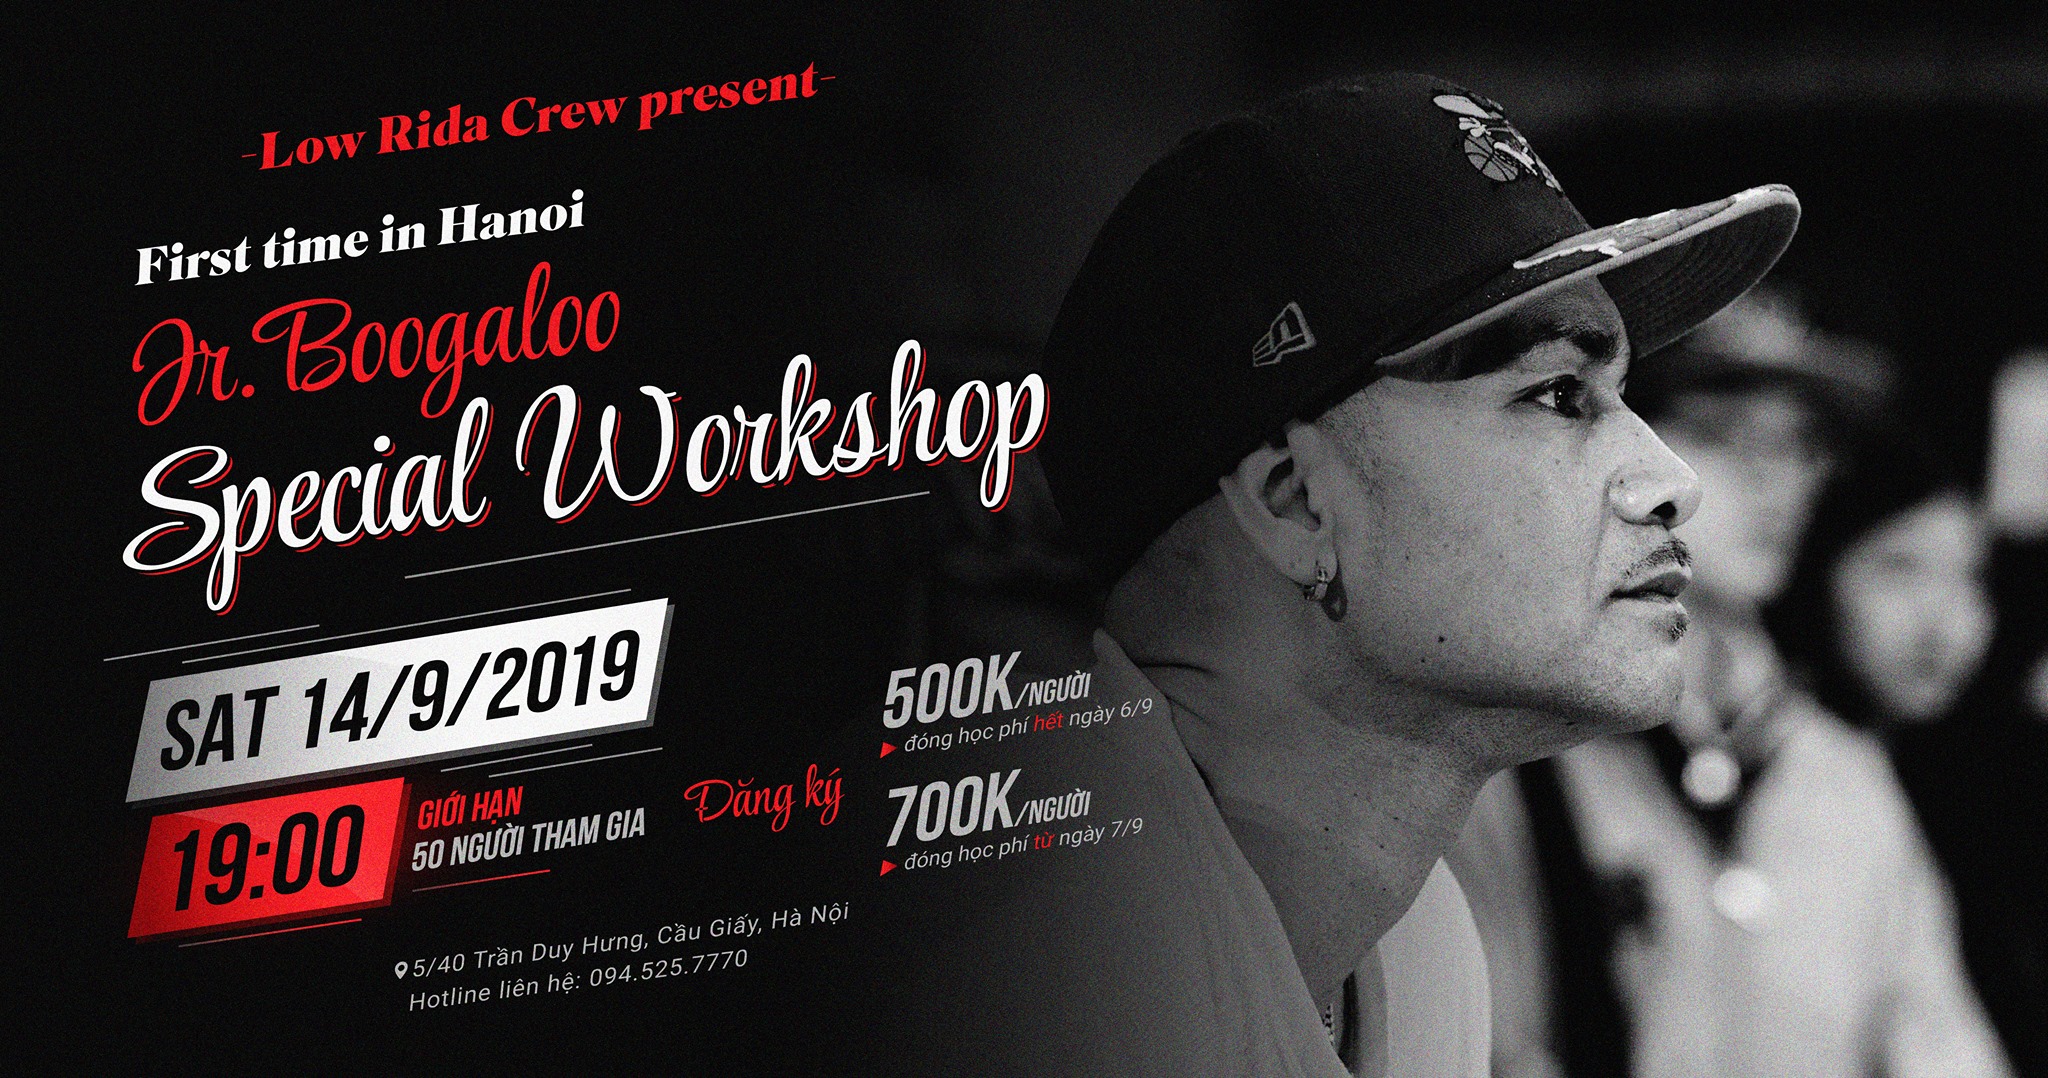 -Low Rida Crew present-
First time in Hanoi
Jr. Boogaloo
Special Workshop
SAT 14/9/2019
19:00
GIỚI HẠN
50 NGƯỜI THAM GIA
Đăng ký
500K/NGƯỜI
đóng học phí hết ngày 6/9
700K/NGƯỜI
đóng học phí từ ngày 7/9
5/40 Trần Duy Hưng, Cầu Giấy, Hà Nội
Hotline liên hệ: 094.525.7770